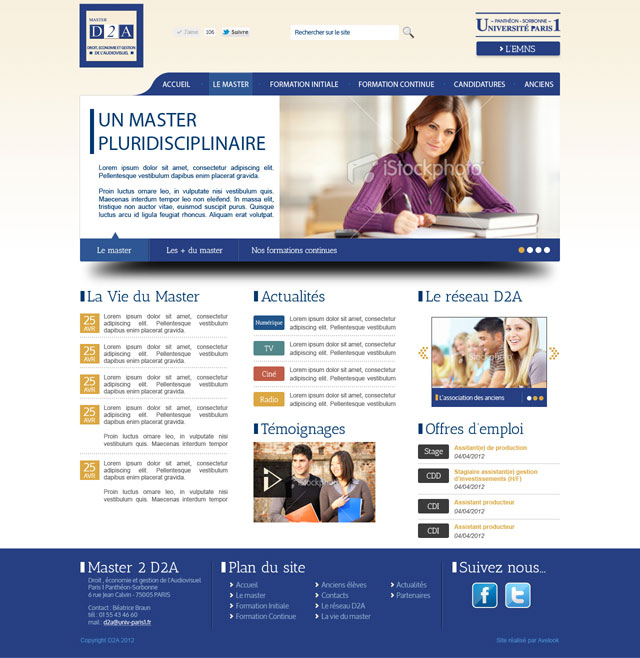 MASTER
D2A
DROIT, ECONOMIE ET GESTION
DE L'AUDIOVISUEL
J'aime 106 Suivre
Rechercher sur le site
PANTHÉON - SORBONNE
UNIVERSITÉ PARIS 1
L'EMNS
ACCUEIL LE MASTER FORMATION INITIALE FORMATION CONTINUE CANDIDATURES ANCIENS
UN MASTER
PLURIDISCIPLINAIRE
Lorem ipsum dolor sit amet, consectetur adipiscing elit.
Pellentesque vestibulum dapibus enim placerat gravida.
Proin luctus ornare leo, in vulputate nisi vestibulum nec.
Maecenas interdum tempus leo non eleifend. In massa elit,
tristique non auctor vitae, euismod suscipit purus. Quisque
luctus arcu id ligula feugiat rhoncus. Aliquam erat volutpat.
iStockphoto
Le master Les + du master Nos formations continues
La Vie du Master
25 AVR
Lorem ipsum dolor sit amet, consectetur
adipiscing elit. Pellentesque vestibulum
dapibus enim placerat gravida.
25 AVR
Lorem ipsum dolor sit amet, consectetur
adipiscing elit. Pellentesque vestibulum
dapibus enim placerat gravida.
25 AVR
Lorem ipsum dolor sit amet, consectetur
adipiscing elit. Pellentesque vestibulum
dapibus enim placerat gravida.
25 AVR
Lorem ipsum dolor sit amet, consectetur
adipiscing elit. Pellentesque vestibulum
dapibus enim placerat gravida.
Proin luctus ornare leo, in vulputate nisi
vestibulum nec.
25 AVR
Lorem ipsum dolor sit amet, consectetur
adipiscing elit. Pellentesque vestibulum
dapibus enim placerat gravida.
Proin luctus ornare leo, in vulputate
adipiscing elit. Pellentesque vestibulum
Actualités
Numérique
Lorem ipsum dolor sit amet, consectetur
adipiscing elit. Pellentesque vestibulum
TV
Lorem ipsum dolor sit amet, consectetur
adipiscing elit. Pellentesque vestibulum
Ciné
Lorem ipsum dolor sit amet, consectetur
adipiscing elit. Pellentesque vestibulum
Radio
Lorem ipsum dolor sit amet, consectetur
adipiscing elit. Pellentesque vestibulum
Témoignages
iStockphoto
Le réseau D2A
iStockphoto
L'association des anciens
Offres d'emploi
Stage
Assitant(e) de production
04/04/2012
CDD
Stagiaire assistant(e) gestion
d'investissements (H/F)
04/04/2012
CDI
Assistant producteur
04/04/2012
CDI
Assistant producteur
04/04/2012
Master 2 D2A
Droit , économie et gestion de l'Audiovisuel
Paris 1 Panthéon-Sorbonne
6 rue Jean Calvin - 75005 PARIS
Contact : Béatrice Braun
tél : 01 55 43 46 60
mail: d2a@univ-paris1.fr
Plan du site
Accueil
Le master
Formation Initiale
Formation Continue
Anciens élèves
Contacts
Le réseau D2A
La vie du master
Actualités
Partenaires
Suivez nous...
Copyright D2A 2012
Site réalisé par Avelook